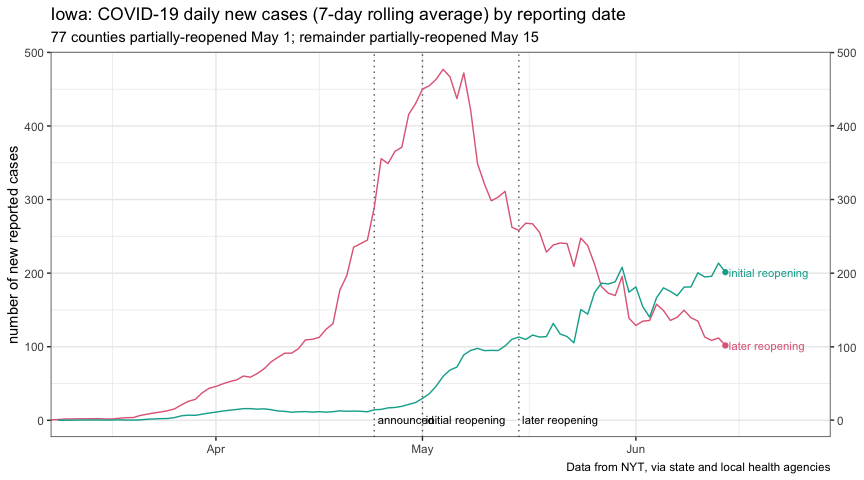 Iowa: COVID-19 daily new cases (7-day rolling average) by reporting date
77 counties partially-reopened May 1; remainder partially-reopened May 15
number of new reported cases
500
500
400
400
300
300
200
200
initial reopening
100
100
later reopening
0
0
announced
initial reopening
later reopening
Apr
May
Jun
Data from NYT, via state and local health agencies